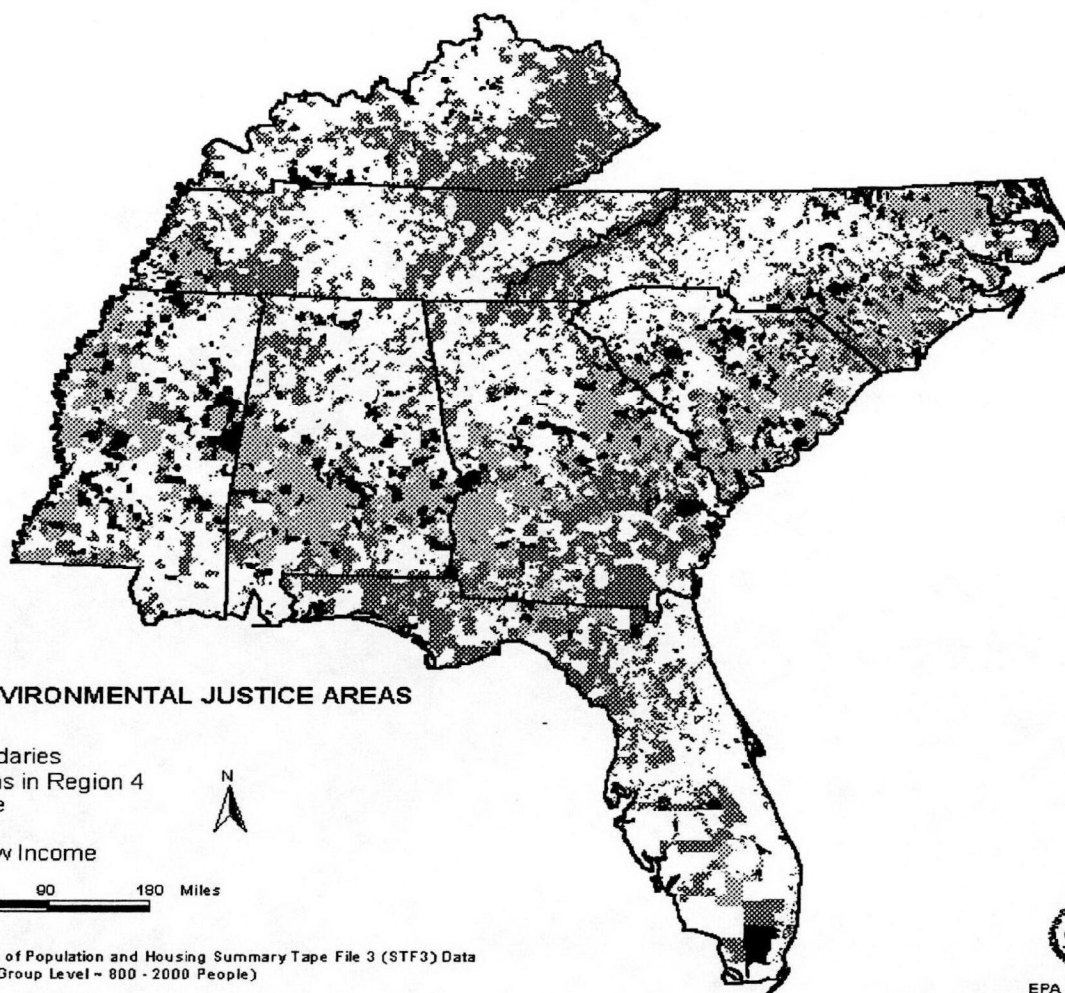 VIRONMENTAL JUSTICE AREAS
daries
s in Region 4
N
w Income
90 180 Miles
of Population and Housing Summary Tape File 3 (STF3) Data
Group Level ~ 800 - 2000 People)
EPA